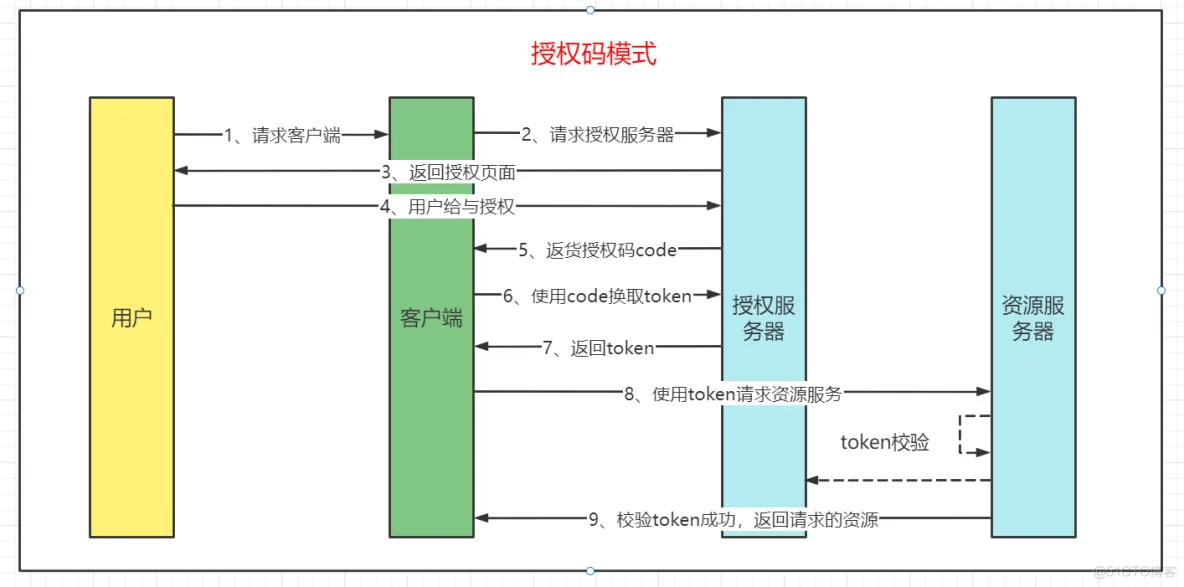 授权码模式
1、请求客户端
2、请求授权服务器
3、返回授权页面
4、用户给与授权
5、返货授权码code
6、使用code换取token
用户
客户端
授权服
务器
资源服
务器
7、返回token
8、使用token请求资源服务
token校验
9、校验token成功，返回请求的资源
@51CTO博客